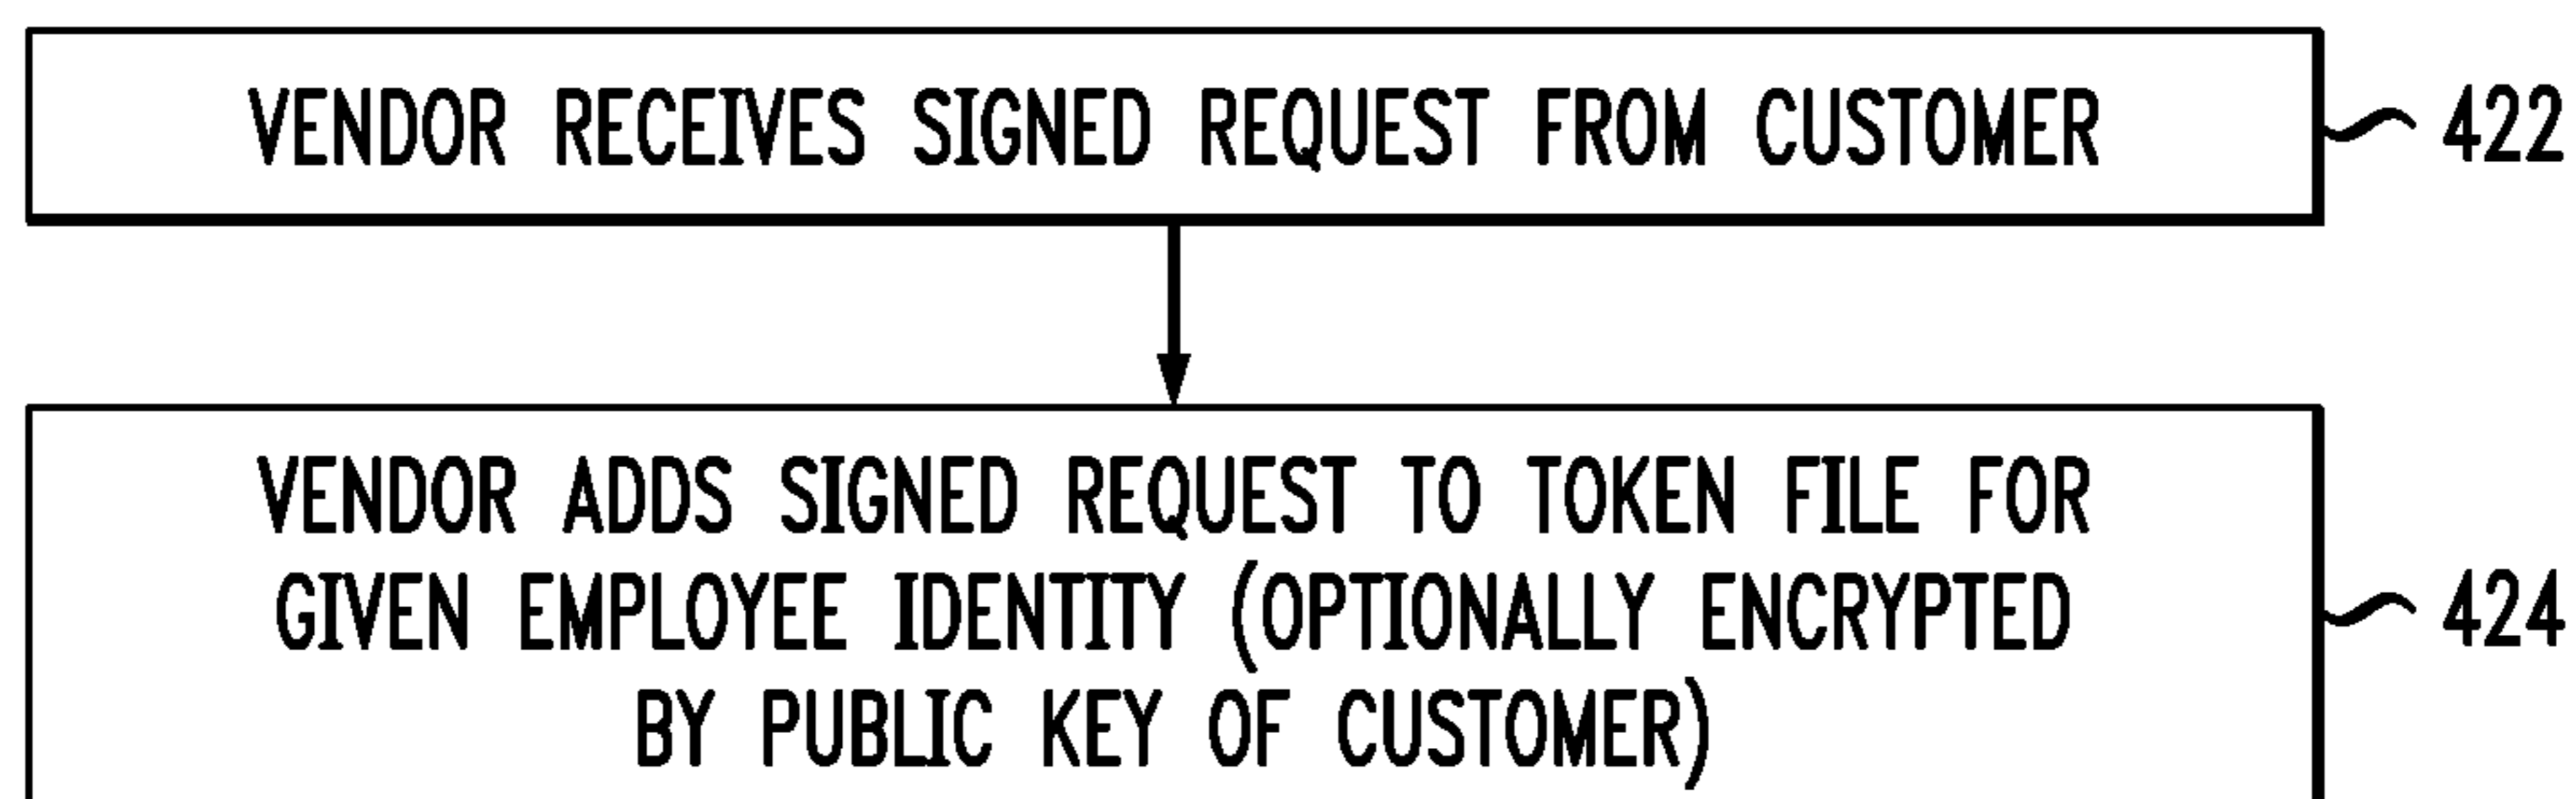 VENDOR RECEIVES SIGNED REQUEST FROM CUSTOMER 422
VENDOR ADDS SIGNED REQUEST TO TOKEN FILE FOR
GIVEN EMPLOYEE IDENTITY (OPTIONALLY ENCRYPTED 424
BY PUBLIC KEY OF CUSTOMER)